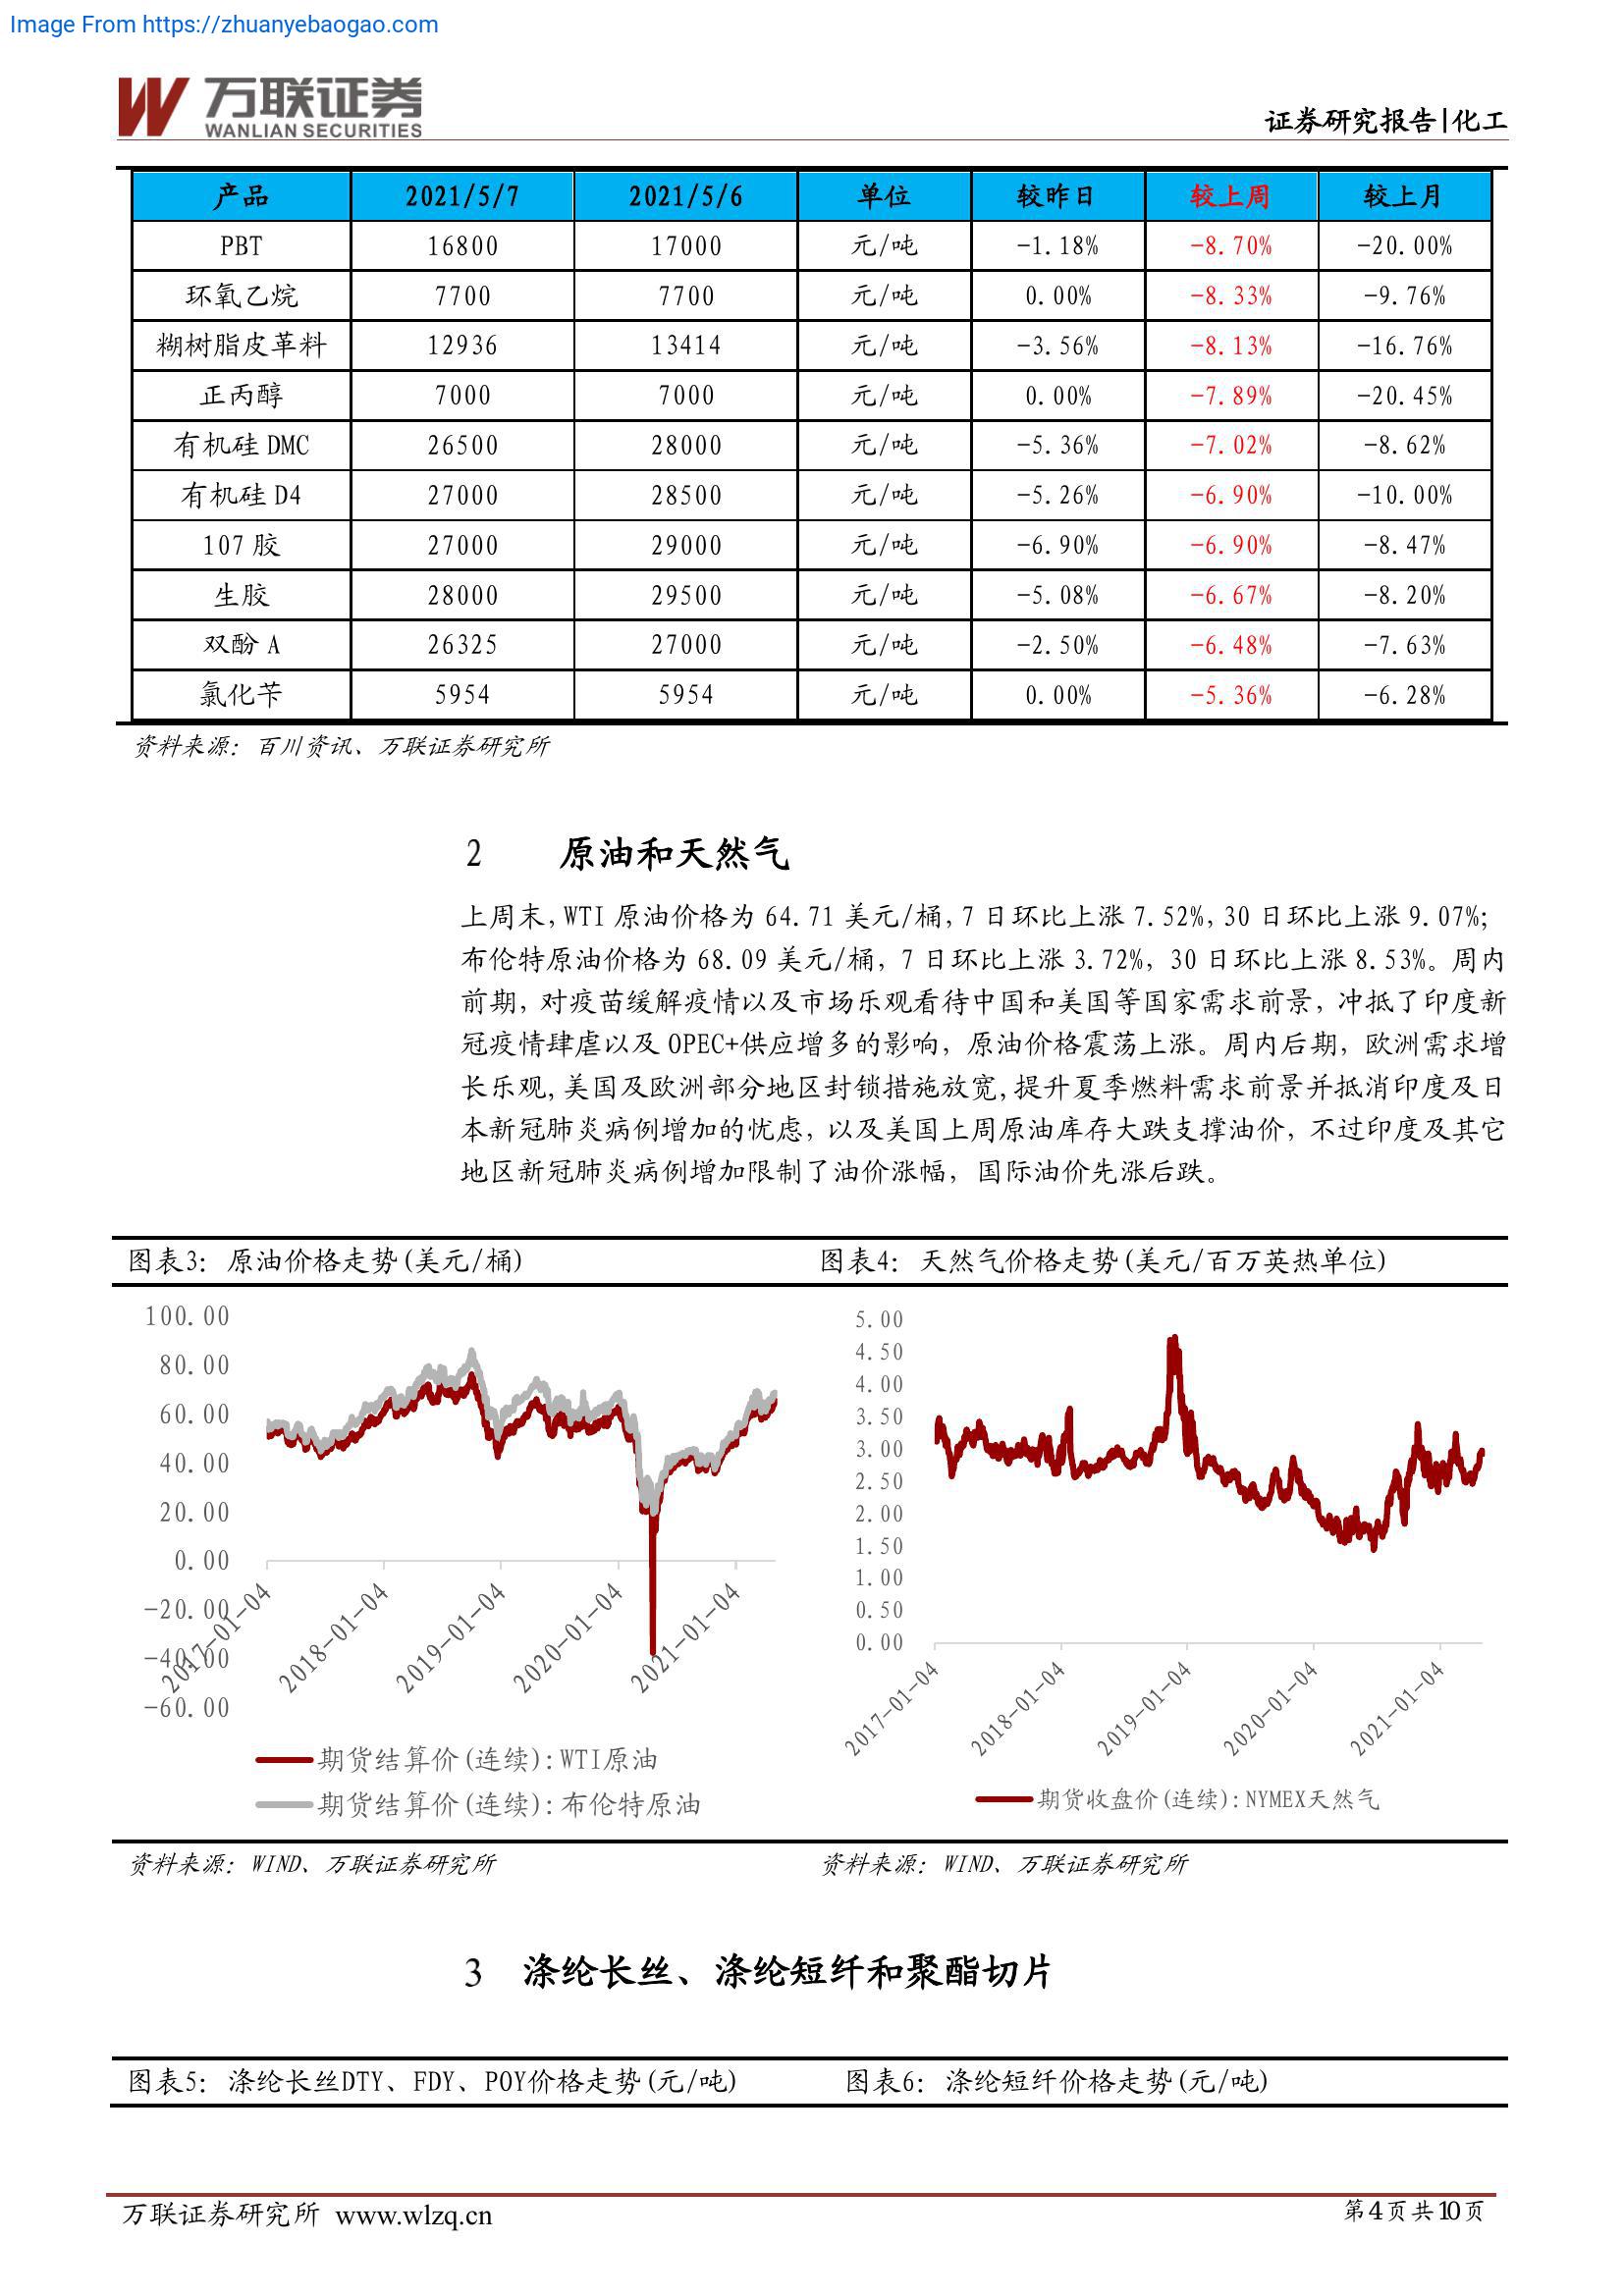 Image From https://zhuanyebaogao.com
万联证券
WANLIAN SECURITIES
证券研究报告|化工
产品 2021/5/7 2021/5/6 单位 较昨日 较上周 较上月
PBT 16800 17000 元/吨 -1.18% -8.70% -20.00%
环氧乙烷 7700 7700 元/吨 0.00% -8.33% -9.76%
糊树脂皮革料 12936 13414 元/吨 -3.56% -8.13% -16.76%
正丙醇 7000 7000 元/吨 0.00% -7.89% -20.45%
有机硅 DMC 26500 28000 元/吨 -5.36% -7.02% -8.62%
有机硅 D4 27000 28500 元/吨 -5.26% -6.90% -10.00%
107 胶 27000 29000 元/吨 -6.90% -6.90% -8.47%
生胶 28000 29500 元/吨 -5.08% -6.67% -8.20%
双酚 A 26325 27000 元/吨 -2.50% -6.48% -7.63%
氯化苄 5954 5954 元/吨 0.00% -5.36% -6.28%
资料来源：百川资讯、万联证券研究所
2 原油和天然气
上周末，WTI 原油价格为 64.71 美元/桶，7 日环比上涨 7.52%，30 日环比上涨 9.07%；
布伦特原油价格为 68.09 美元/桶，7 日环比上涨 3.72%，30 日环比上涨 8.53%。周内
前期，对疫苗缓解疫情以及市场乐观看待中国和美国等国家需求前景，冲抵了印度新
冠疫情肆虐以及 OPEC+供应增多的影响，原油价格震荡上涨。周内后期，欧洲需求增
长乐观，美国及欧洲部分地区封锁措施放宽，提升夏季燃料需求前景并抵消印度及日
本新冠肺炎病例增加的忧虑，以及美国上周原油库存大跌支撑油价，不过印度及其它
地区新冠肺炎病例增加限制了油价涨幅，国际油价先涨后跌。
图表3：原油价格走势(美元/桶)
100.00
80.00
60.00
40.00
20.00
0.00
-20.00
-40.00
-60.00
2017-01-04 2018-01-04 2019-01-04 2020-01-04 2021-01-04
期货结算价(连续):WTI原油
期货结算价(连续):布伦特原油
资料来源：WIND、万联证券研究所
图表4：天然气价格走势(美元/百万英热单位)
5.00
4.50
4.00
3.50
3.00
2.50
2.00
1.50
1.00
0.50
0.00
2017-01-04 2018-01-04 2019-01-04 2020-01-04 2021-01-04
期货收盘价(连续):NYMEX天然气
资料来源：WIND、万联证券研究所
3 涤纶长丝、涤纶短纤和聚酯切片
图表5：涤纶长丝DTY、FDY、POY价格走势(元/吨)
图表6：涤纶短纤价格走势(元/吨)
万联证券研究所 www.wlzq.cn
第4页共10页